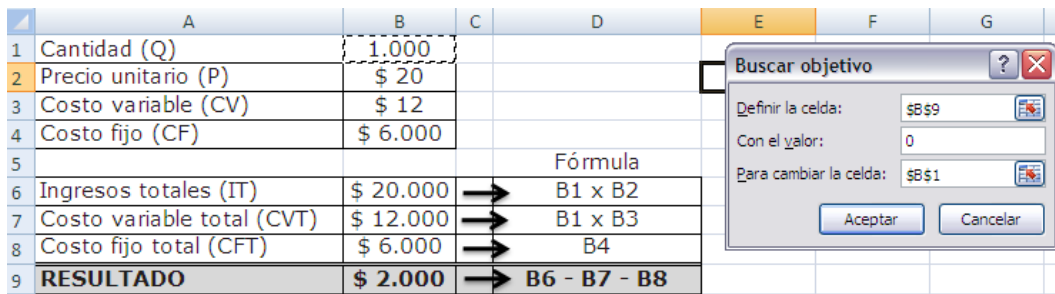 A B C D E F G
1 Cantidad (Q) 1.000
2 Precio unitario (P) $ 20
3 Costo variable (CV) $ 12
4 Costo fijo (CF) $ 6.000
5 Fórmula
6 Ingresos totales (IT) $ 20.000 B1 x B2
7 Costo variable total (CVT) $ 12.000 B1 x B3
8 Costo fijo total (CFT) $ 6.000 B4
9 RESULTADO $ 2.000 B6 - B7 - B8
Buscar objetivo ?
Definir la celda: $B$9
Con el valor: 0
Para cambiar la celda: $B$1
Aceptar Cancelar